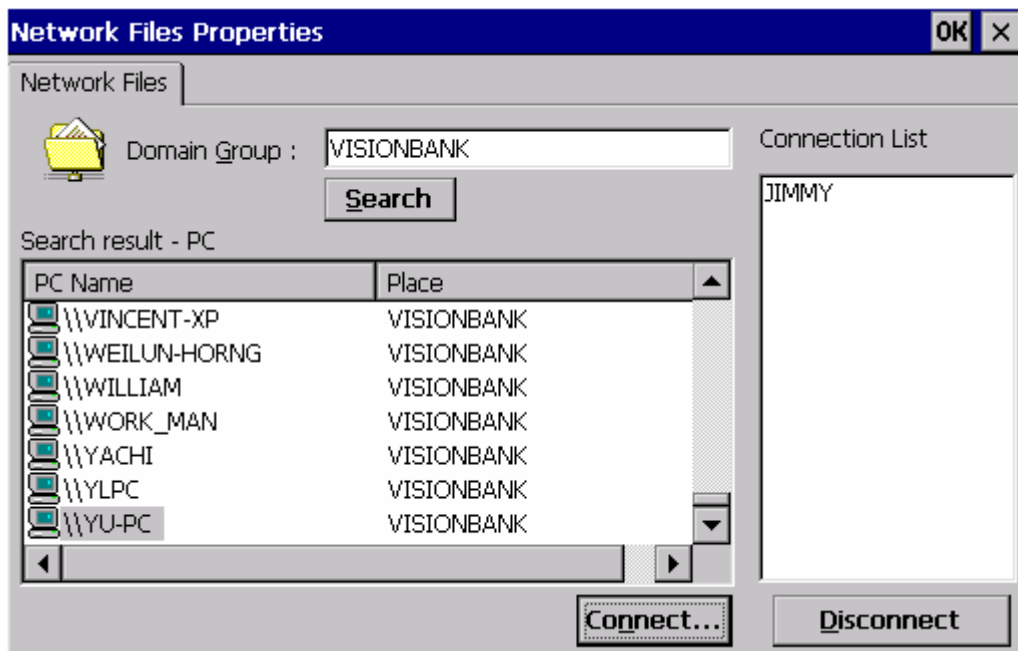 Network Files Properties OK ×
Network Files
Domain Group : VISIONBANK
Search
Search result - PC
PC Name Place
\\VINCENT-XP VISIONBANK
\\WEILUN-HORNG VISIONBANK
\\WILLIAM VISIONBANK
\\WORK_MAN VISIONBANK
\\YACHI VISIONBANK
\\YLPC VISIONBANK
\\YU-PC VISIONBANK
Connect...
Connection List
JIMMY
Disconnect